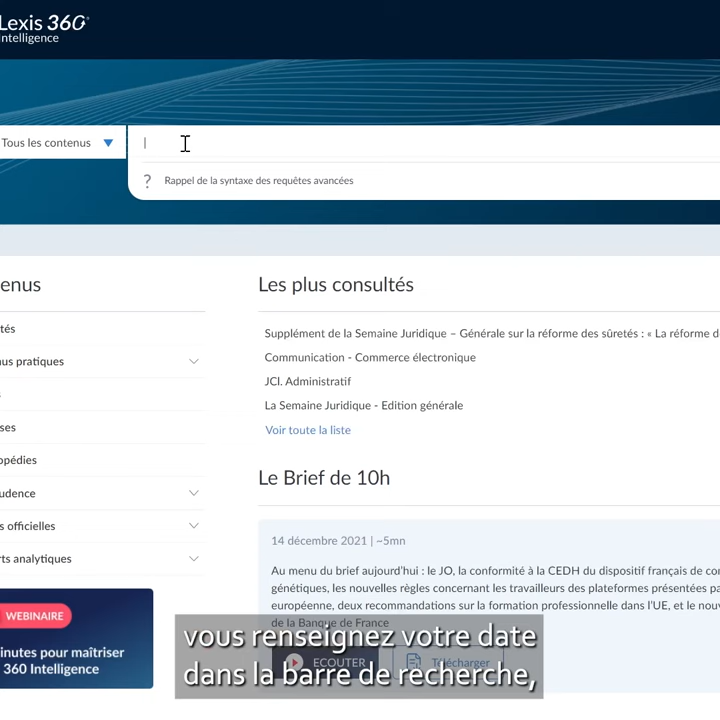 Lexis 360®
ntelligence
Tous les contenus
Rappel de la syntaxe des requêtes avancées
enus
tés
us pratiques
s
ses
opédies
udence
s officielles
rts analytiques
WEBINAIRE
inutes pour maîtriser
360 Intelligence
Les plus consultés
Supplément de la Semaine Juridique – Générale sur la réforme des sûretés : « La réforme d
Communication - Commerce électronique
JCl. Administratif
La Semaine Juridique - Edition générale
Voir toute la liste
Le Brief de 10h
14 décembre 2021 | ~5mn
Au menu du brief aujourd'hui : le JO, la conformité à la CEDH du dispositif français de con
génétiques, les nouvelles règles concernant les travailleurs des plateformes présentées pa
européenne, deux recommandations sur la formation professionnelle dans l'UE, et le nouv
de la Banque de France
ECOUTER
Télécharger
vous renseignez votre date
dans la barre de recherche,